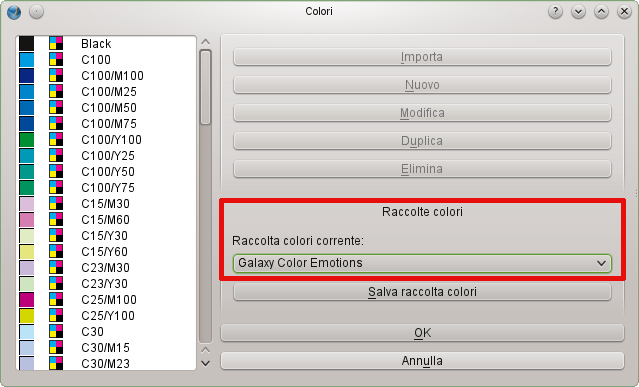 Colori
Black
C100
C100/M100
C100/M25
C100/M50
C100/M75
C100/Y100
C100/Y25
C100/Y50
C100/Y75
C15/M30
C15/M60
C15/Y30
C15/Y60
C23/M30
C23/Y30
C25/M100
C25/Y100
C30
C30/M15
C30/M23
Importa
Nuovo
Modifica
Duplica
Elimina
Raccolte colori
Raccolta colori corrente:
Galaxy Color Emotions
Salva raccolta colori
OK
Annulla